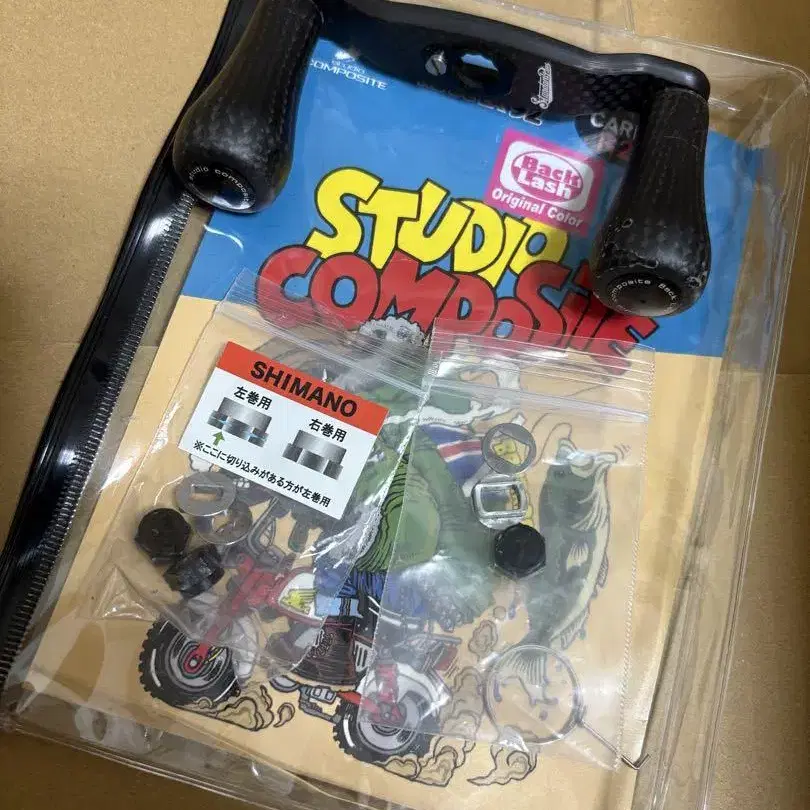 STUDIO
COMPOSITE
Back
Lash
Original Color
STUDIO
COMPOSITE
SHIMANO
左巻用
右巻用
※ここに切り込みがある方が左巻用